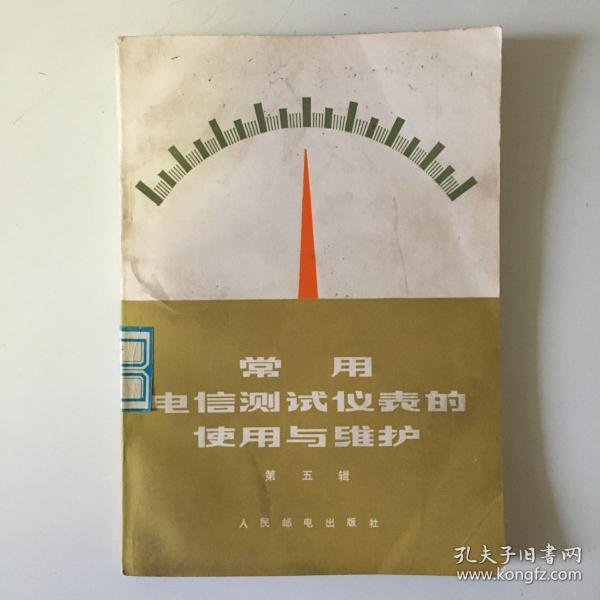 常用
电信测试仪表的
使用与维护
第五辑
人民邮电出版社
孔夫子旧書网
www.kongfz.com